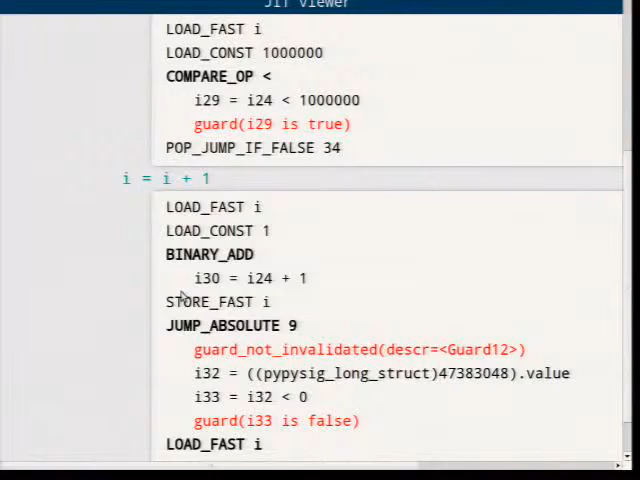 JIT Viewer
LOAD_FAST i
LOAD_CONST 1000000
COMPARE_OP <
i29 = i24 < 1000000
guard(i29 is true)
POP_JUMP_IF_FALSE 34
i = i + 1
LOAD_FAST i
LOAD_CONST 1
BINARY_ADD
i30 = i24 + 1
STORE_FAST i
JUMP_ABSOLUTE 9
guard_not_invalidated(descr=<Guard12>)
i32 = ((pypysig_long_struct)47383048).value
i33 = i32 < 0
guard(i33 is false)
LOAD_FAST i